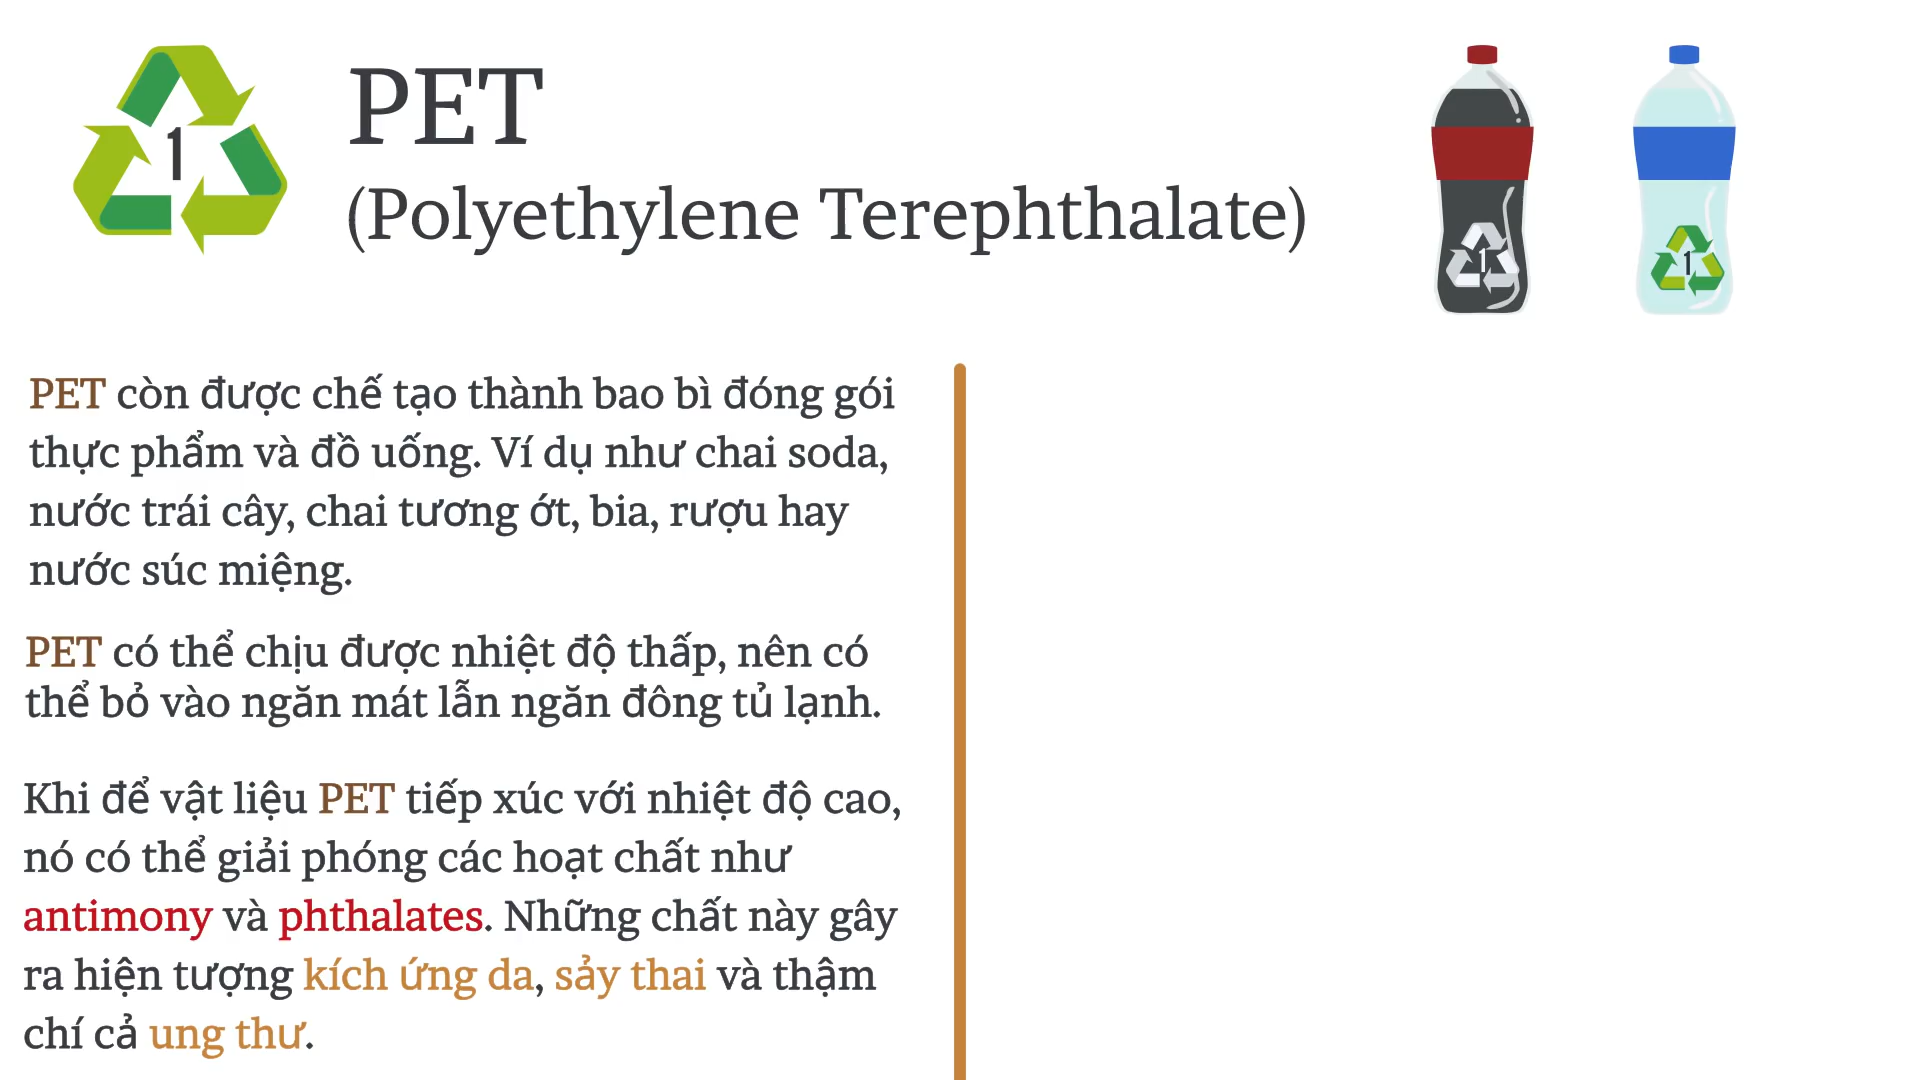 1
PET
(Polyethylene Terephthalate)
1
1
PET còn được chế tạo thành bao bì đóng gói
thực phẩm và đồ uống. Ví dụ như chai soda,
nước trái cây, chai tương ớt, bia, rượu hay
nước súc miệng.
PET có thể chịu được nhiệt độ thấp, nên có
thể bỏ vào ngăn mát lẫn ngăn đông tủ lạnh.
Khi để vật liệu PET tiếp xúc với nhiệt độ cao,
nó có thể giải phóng các hoạt chất như
antimony và phthalates. Những chất này gây
ra hiện tượng kích ứng da, sảy thai và thậm
chí cả ung thư.